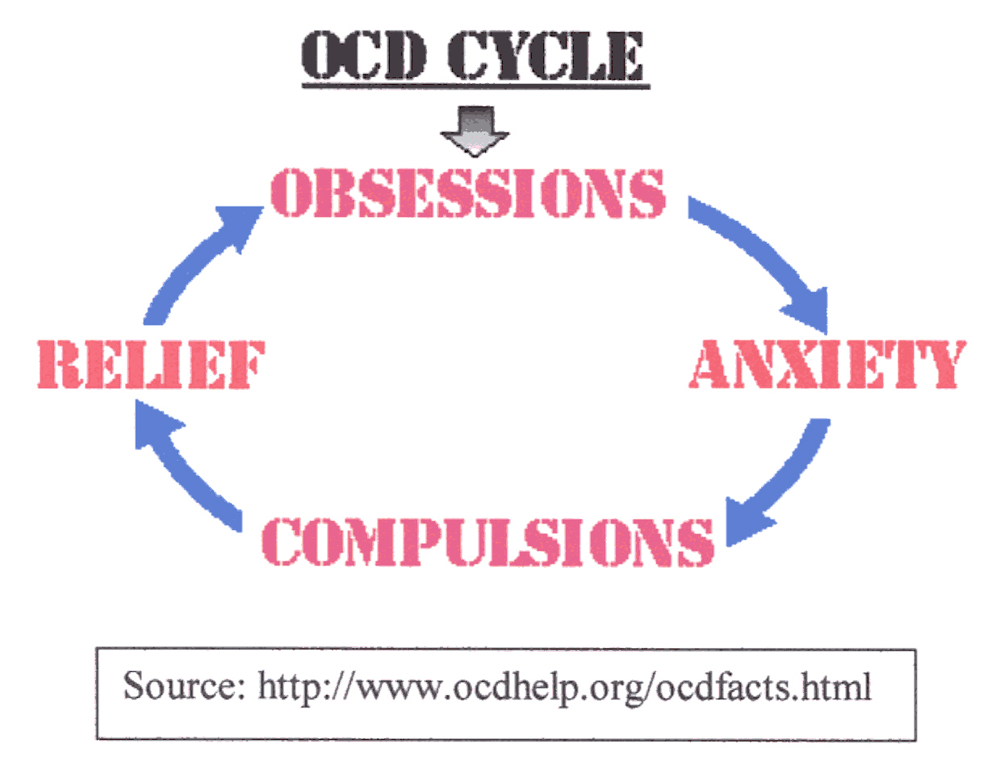 OCD CYCLE
OBSESSIONS
RELIEF
ANXIETY
COMPULSIONS
Source: http://www.ocdhelp.org/ocdfacts.html